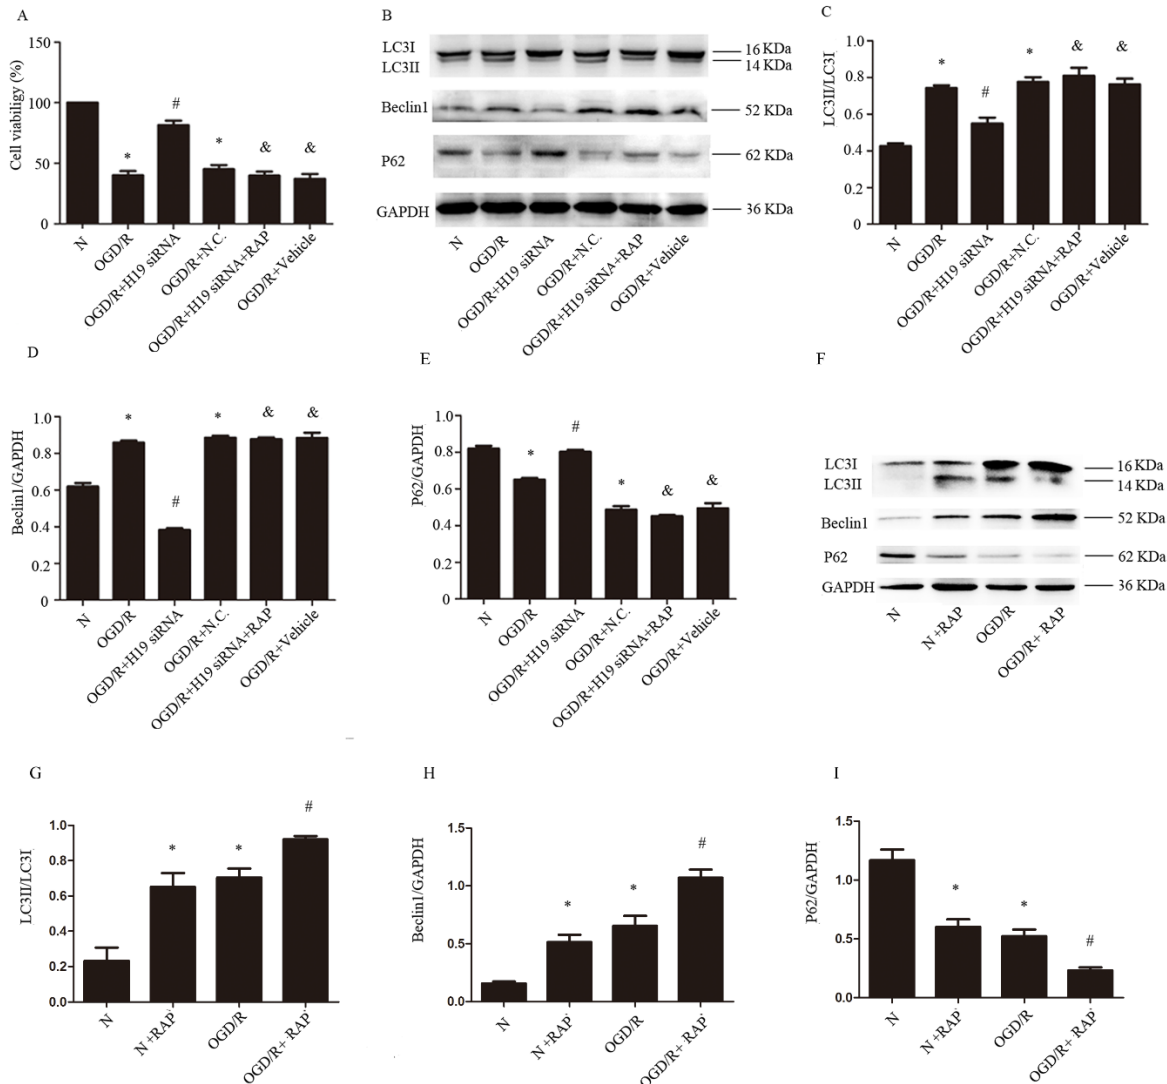 A
Cell viabiligy (%)
150
100
50
0
*
#
*
&
&
N
OGD/R
OGD/R+H19 siRNA
OGD/R+N.C.
OGD/R+H19 siRNA+RAP
OGD/R+Vehicle
B
LC3I
LC3II
Beclin1
P62
GAPDH
16 KDa
14 KDa
52 KDa
62 KDa
36 KDa
N
OGD/R
OGD/R+H19 siRNA
OGD/R+N.C.
OGD/R+H19 siRNA+RAP
OGD/R+Vehicle
C
LC3II/LC3I
1.0
0.8
0.6
0.4
0.2
0
*
#
*
&
&
N
OGD/R
OGD/R+H19 siRNA
OGD/R+N.C.
OGD/R+H19 siRNA+RAP
OGD/R+Vehicle
D
Beclin1/GAPDH
1.0
0.8
0.6
0.4
0.2
0
*
#
*
&
&
N
OGD/R
OGD/R+H19 siRNA
OGD/R+N.C.
OGD/R+H19 siRNA+RAP
OGD/R+Vehicle
E
P62/GAPDH
1.0
0.8
0.6
0.4
0.2
0
*
#
*
&
&
N
OGD/R
OGD/R+H19 siRNA
OGD/R+N.C.
OGD/R+H19 siRNA+RAP
OGD/R+Vehicle
F
LC3I
LC3II
Beclin1
P62
GAPDH
16 KDa
14 KDa
52 KDa
62 KDa
36 KDa
N
N +RAP
OGD/R
OGD/R+ RAP
G
LC3II/LC3I
1.0
0.8
0.6
0.4
0.2
0.0
*
*
#
N
N +RAP
OGD/R
OGD/R+ RAP
H
Beclin1/GAPDH
1.5
1.0
0.5
0.0
*
*
#
N
N +RAP
OGD/R
OGD/R+ RAP
I
P62/GAPDH
1.5
1.0
0.5
0.0
*
*
#
N
N +RAP
OGD/R
OGD/R+ RAP